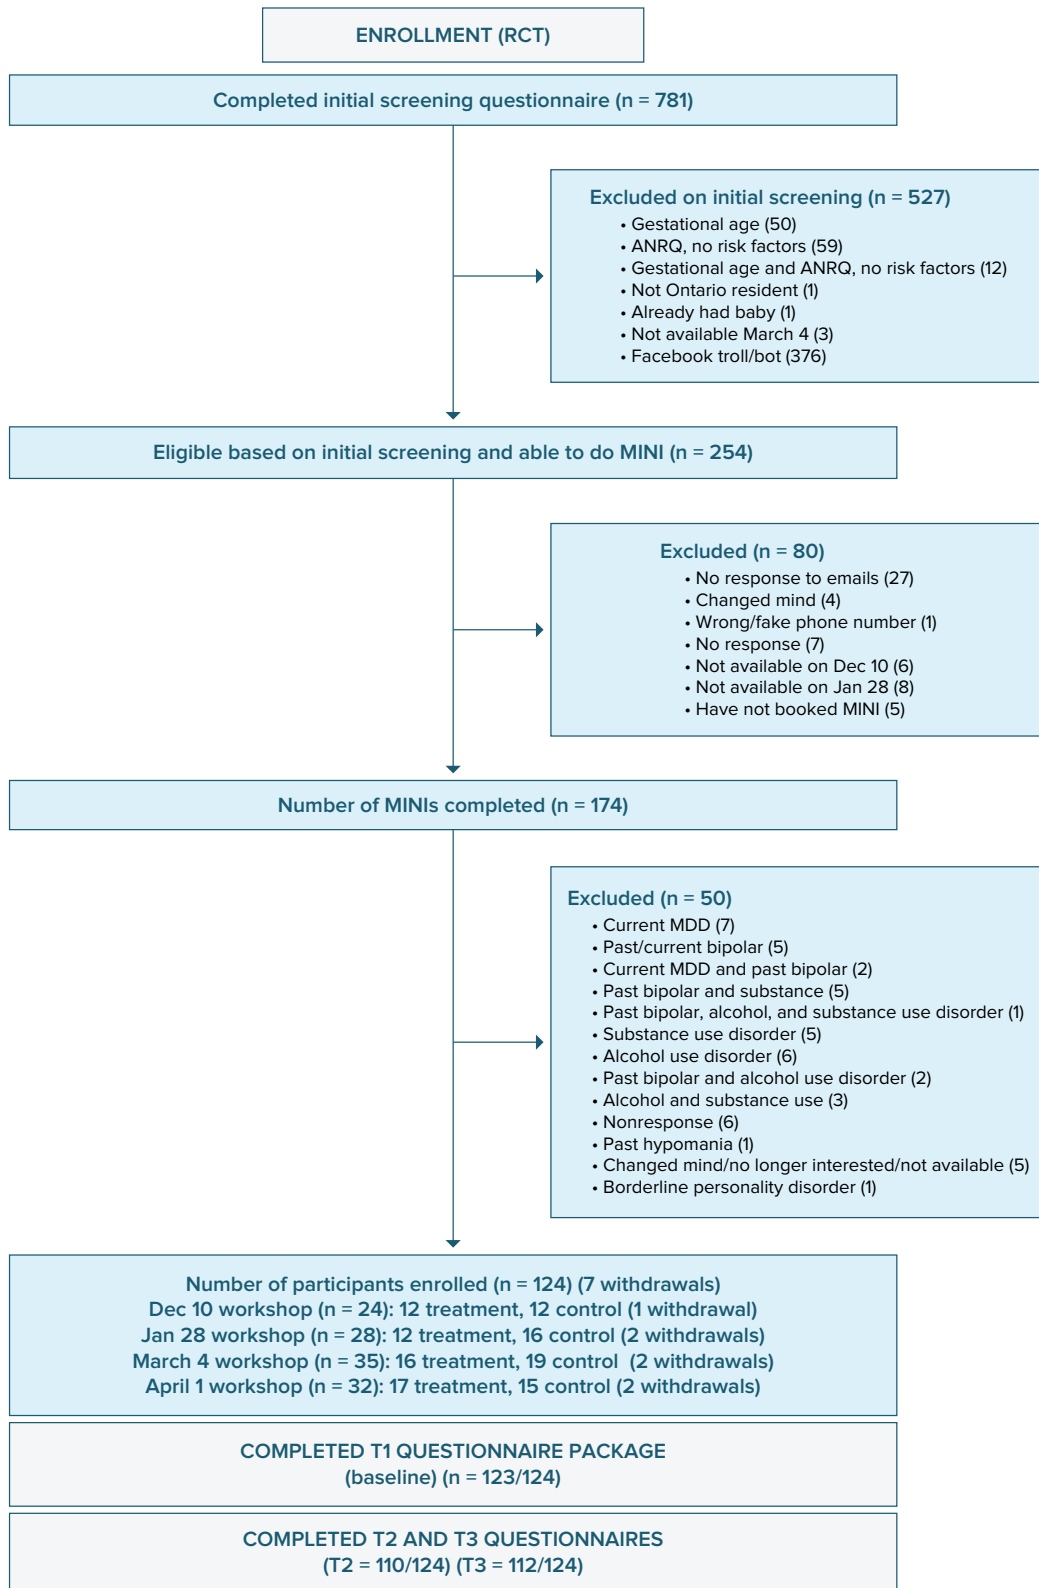 ENROLLMENT (RCT)
Completed initial screening questionnaire (n = 781)
Excluded on initial screening (n = 527)
• Gestational age (50)
• ANRQ, no risk factors (59)
• Gestational age and ANRQ, no risk factors (12)
• Not Ontario resident (1)
• Already had baby (1)
• Not available March 4 (3)
• Facebook troll/bot (376)
Eligible based on initial screening and able to do MINI (n = 254)
Excluded (n = 80)
• No response to emails (27)
• Changed mind (4)
• Wrong/fake phone number (1)
• No response (7)
• Not available on Dec 10 (6)
• Not available on Jan 28 (8)
• Have not booked MINI (5)
Number of MINIs completed (n = 174)
Excluded (n = 50)
• Current MDD (7)
• Past/current bipolar (5)
• Current MDD and past bipolar (2)
• Past bipolar and substance (5)
• Past bipolar, alcohol, and substance use disorder (1)
• Substance use disorder (5)
• Alcohol use disorder (6)
• Past bipolar and alcohol use disorder (2)
• Alcohol and substance use (3)
• Nonresponse (6)
• Past hypomania (1)
• Changed mind/no longer interested/not available (5)
• Borderline personality disorder (1)
Number of participants enrolled (n = 124) (7 withdrawals)
Dec 10 workshop (n = 24): 12 treatment, 12 control (1 withdrawal)
Jan 28 workshop (n = 28): 12 treatment, 16 control (2 withdrawals)
March 4 workshop (n = 35): 16 treatment, 19 control (2 withdrawals)
April 1 workshop (n = 32): 17 treatment, 15 control (2 withdrawals)
COMPLETED T1 QUESTIONNAIRE PACKAGE
(baseline) (n = 123/124)
COMPLETED T2 AND T3 QUESTIONNAIRES
(T2 = 110/124) (T3 = 112/124)